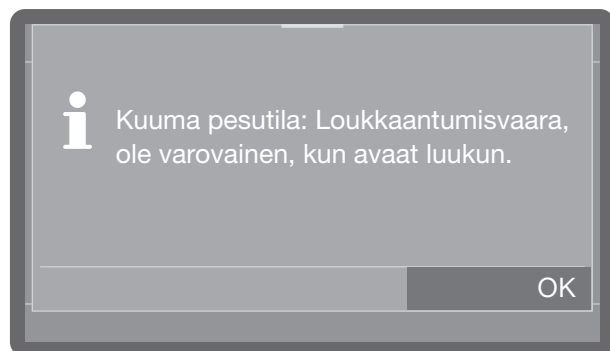 Kuuma pesutila: Loukkaantumisvaara,
ole varovainen, kun avaat luukun.
OK